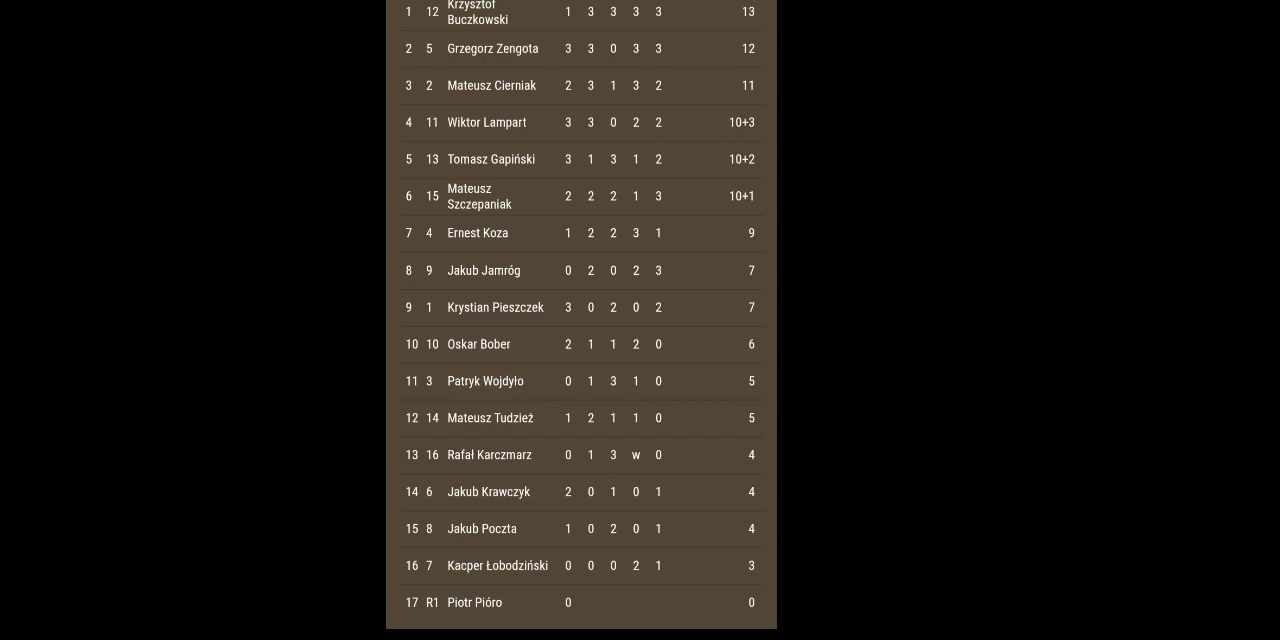 1 12 Krzysztof Buczkowski 1 3 3 3 3 13
2 5 Grzegorz Zengota 3 3 0 3 3 12
3 2 Mateusz Cierniak 2 3 1 3 2 11
4 11 Wiktor Lampart 3 3 0 2 2 10+3
5 13 Tomasz Gapiński 3 1 3 1 2 10+2
6 15 Mateusz Szczepaniak 2 2 2 1 3 10+1
7 4 Ernest Koza 1 2 2 3 1 9
8 9 Jakub Jamróg 0 2 0 2 3 7
9 1 Krystian Pieszczek 3 0 2 0 2 7
10 10 Oskar Bober 2 1 1 2 0 6
11 3 Patryk Wojdyło 0 1 3 1 0 5
12 14 Mateusz Tudzież 1 2 1 1 0 5
13 16 Rafał Karczmarz 0 1 3 w 0 4
14 6 Jakub Krawczyk 2 0 1 0 1 4
15 8 Jakub Poczta 1 0 2 0 1 4
16 7 Kacper Łobodziński 0 0 0 2 1 3
17 R1 Piotr Pióro 0 0